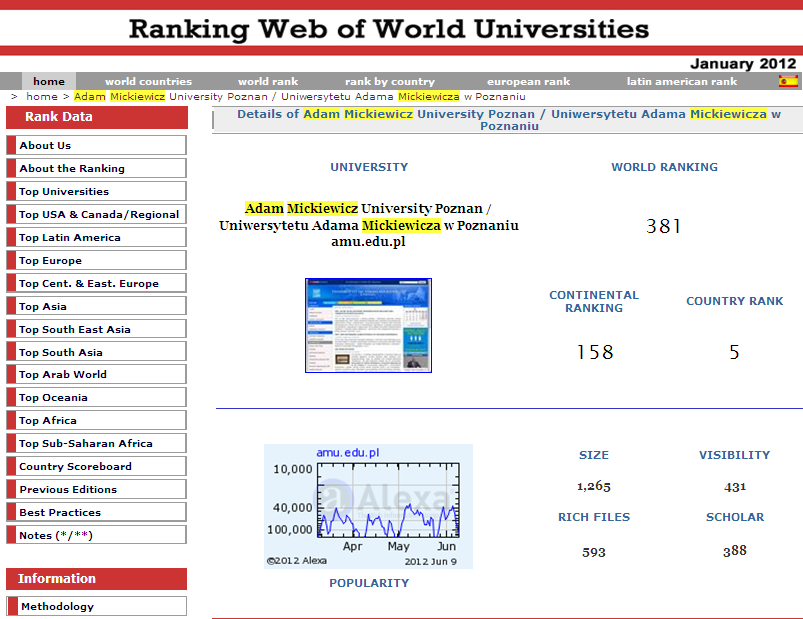 Ranking Web of World Universities
January 2012
home world countries world rank rank by country european rank latin american rank
> home > Adam Mickiewicz University Poznan / Uniwersytetu Adama Mickiewicza w Poznaniu
Rank Data
About Us
About the Ranking
Top Universities
Top USA & Canada/Regional
Top Latin America
Top Europe
Top Cent. & East. Europe
Top Asia
Top South East Asia
Top South Asia
Top Arab World
Top Oceania
Top Africa
Top Sub-Saharan Africa
Country Scoreboard
Previous Editions
Best Practices
Notes (*/**)
Information
Methodology
Details of Adam Mickiewicz University Poznan / Uniwersytetu Adama Mickiewicza w
Poznaniu
UNIVERSITY
WORLD RANKING
Adam Mickiewicz University Poznan /
Uniwersytetu Adama Mickiewicza w Poznaniu
amu.edu.pl
381
CONTINENTAL
RANKING
COUNTRY RANK
158
5
amu.edu.pl
10,000
40,000
100,000
Alexa
Apr May Jun
©2012 Alexa 2012 Jun 9
POPULARITY
SIZE
VISIBILITY
1,265
431
RICH FILES
SCHOLAR
593
388